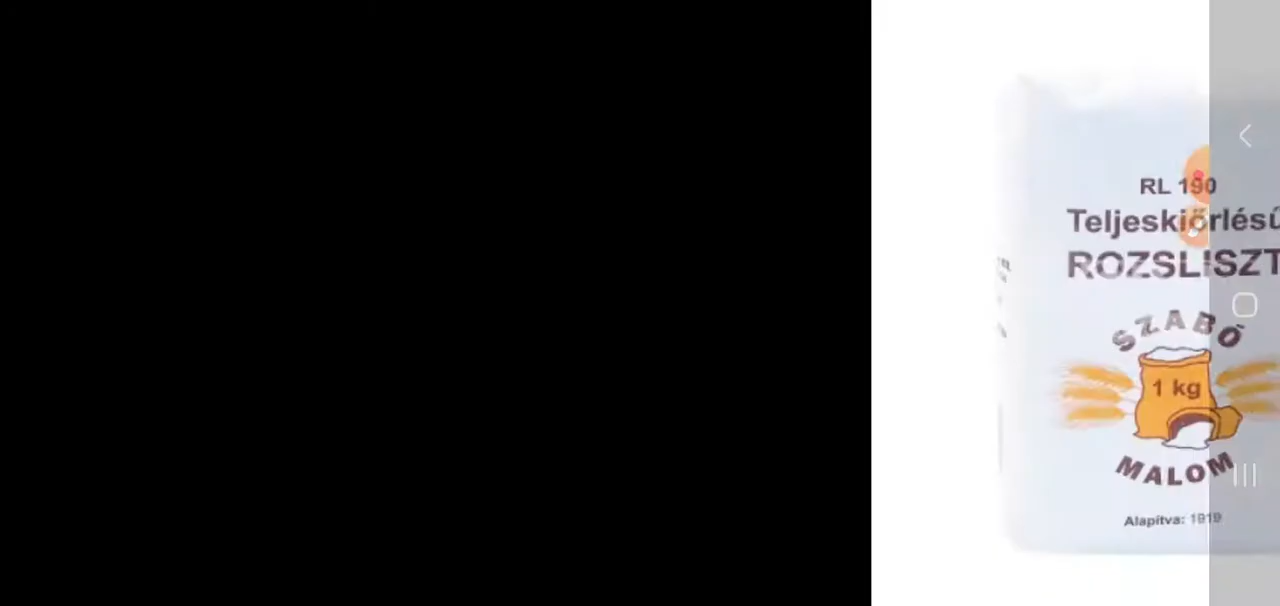 RL 190
Teljeskiőrlésű
ROZSLISZT
SZABÓ
1 kg
MALOM
Alapítva: 1919